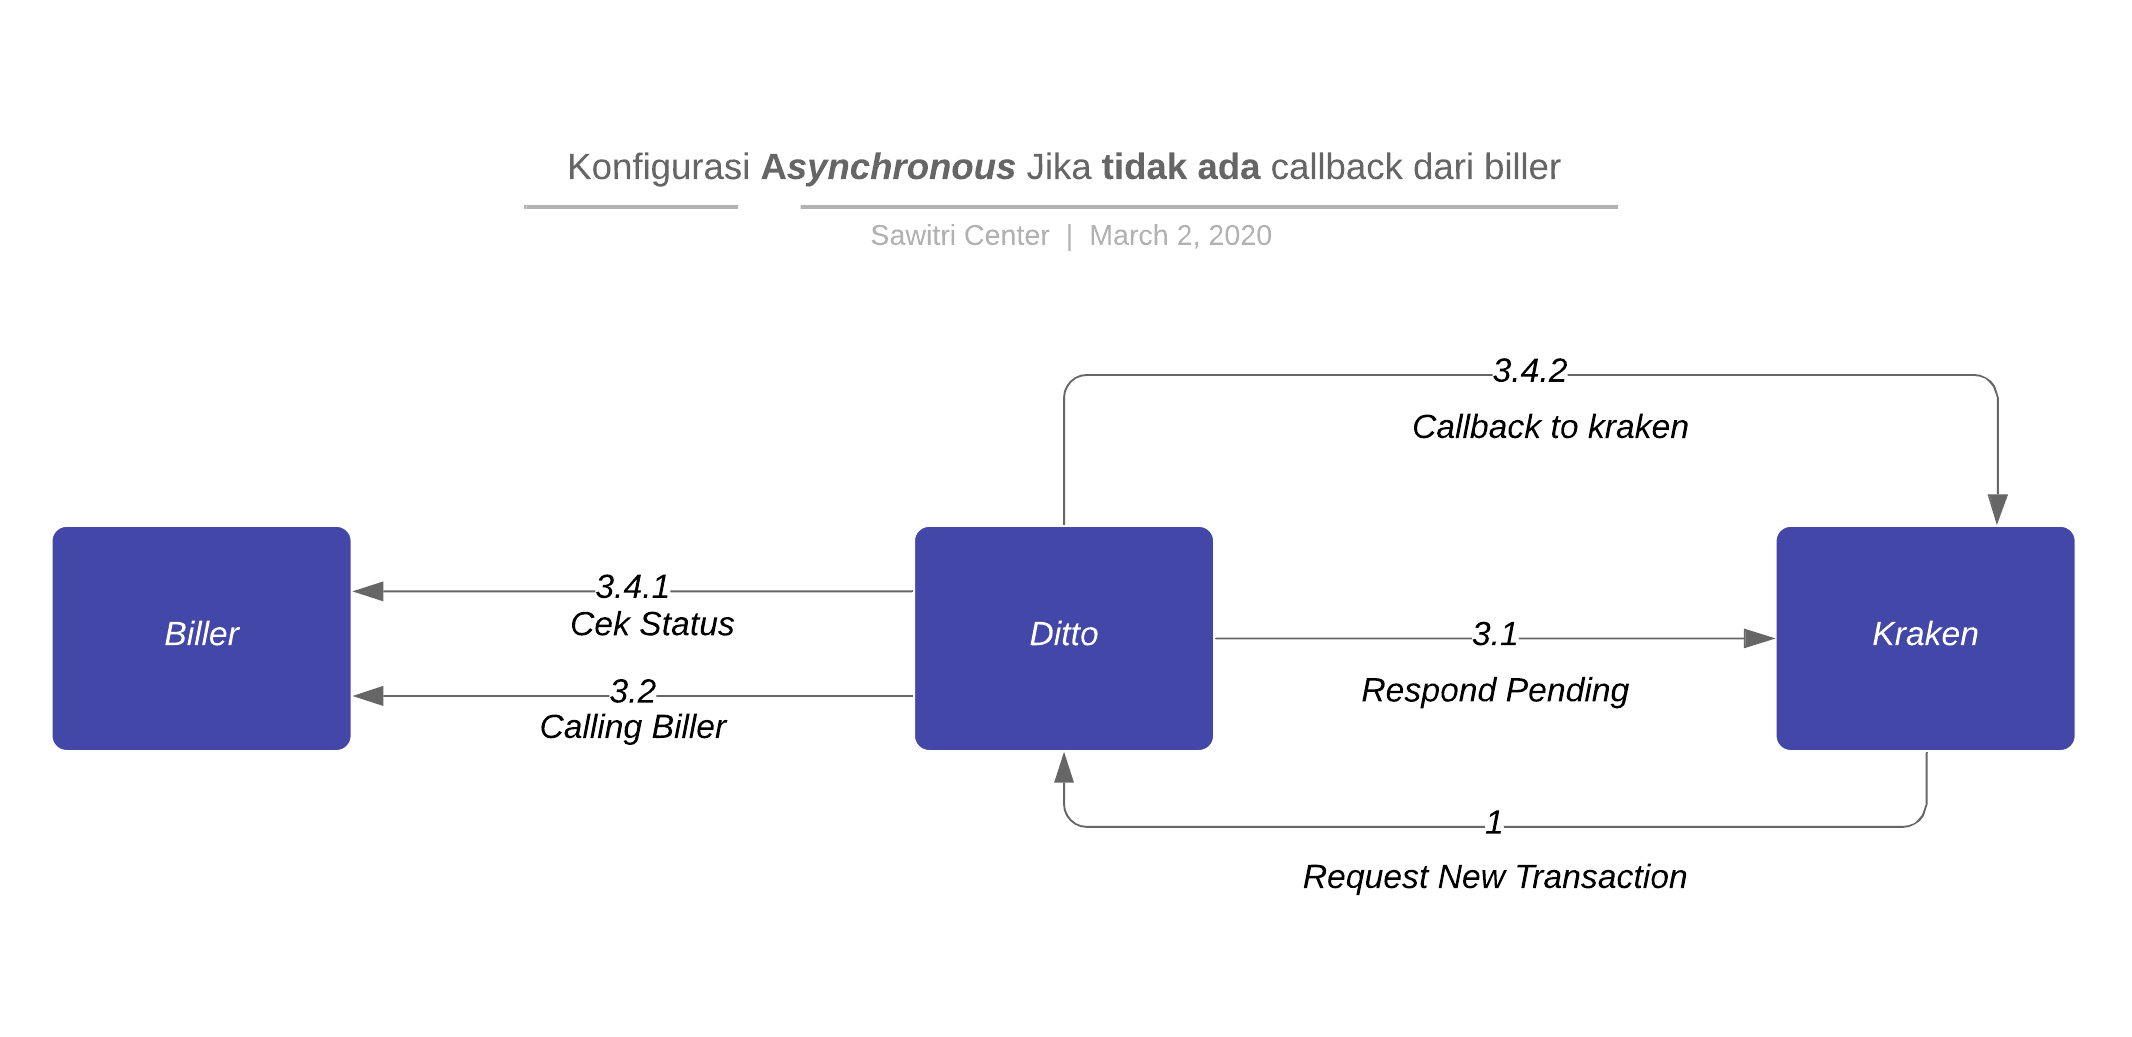 Konfigurasi Asynchronous Jika tidak ada callback dari biller
Sawitri Center | March 2, 2020
3.4.2
Callback to kraken
3.4.1
Cek Status
Biller
Ditto
3.1
Kraken
Respond Pending
3.2
Calling Biller
1
Request New Transaction